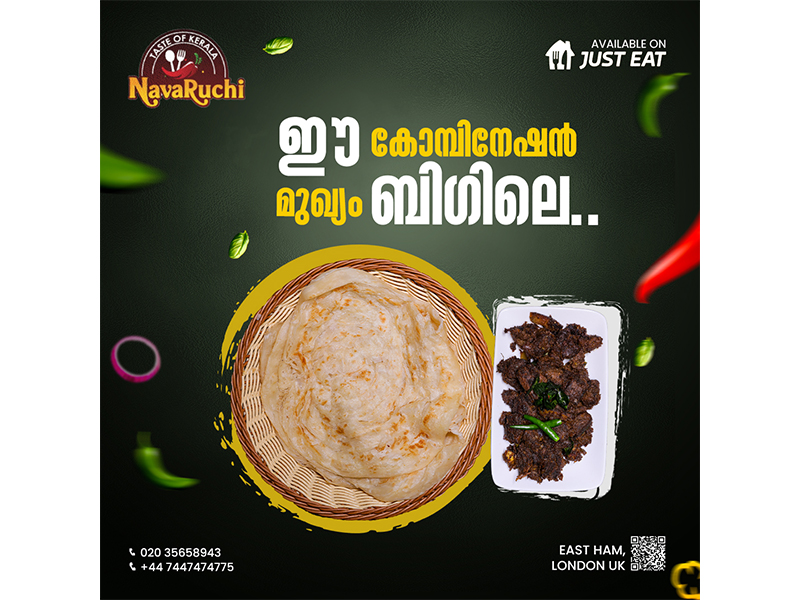 TASTE OF KERALA
NavaRuchi
AVAILABLE ON
JUST EAT
ഈ കോമ്പിനേഷൻ
മുഖ്യം ബിഗിലെ..
020 35658943
+44 7447474775
EAST HAM,
LONDON UK